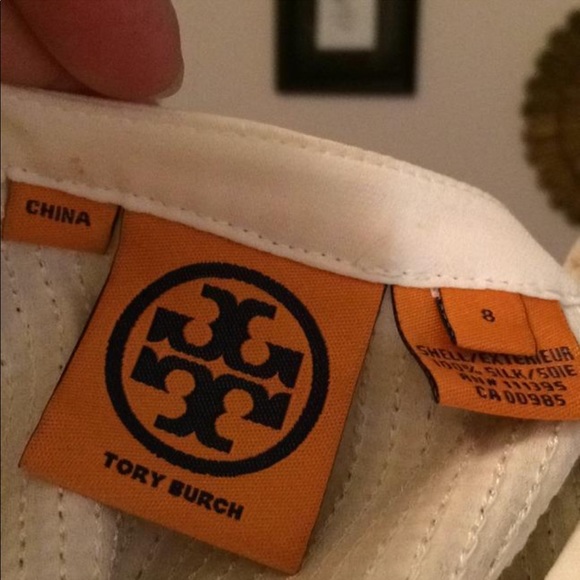 CHINA
TORY BURCH
8
SHELL/EXTERIEUR
100% SILK/SOIE
RN# 111395
CA 00985